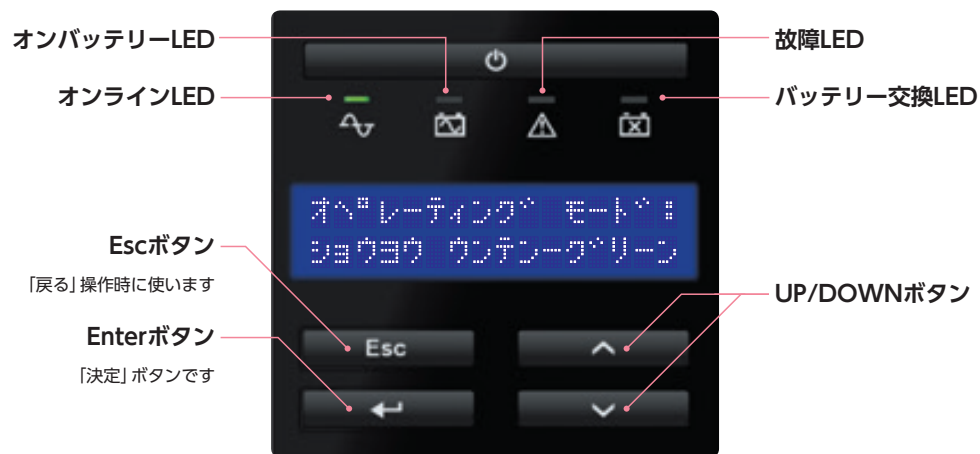 オンバッテリーLED
故障LED
オンラインLED
バッテリー交換LED
オペレーティング モード:
ショウヨウ ウンテンーグリーン
Escボタン
「戻る」操作時に使います
UP/DOWNボタン
Enterボタン
「決定」ボタンです
Esc